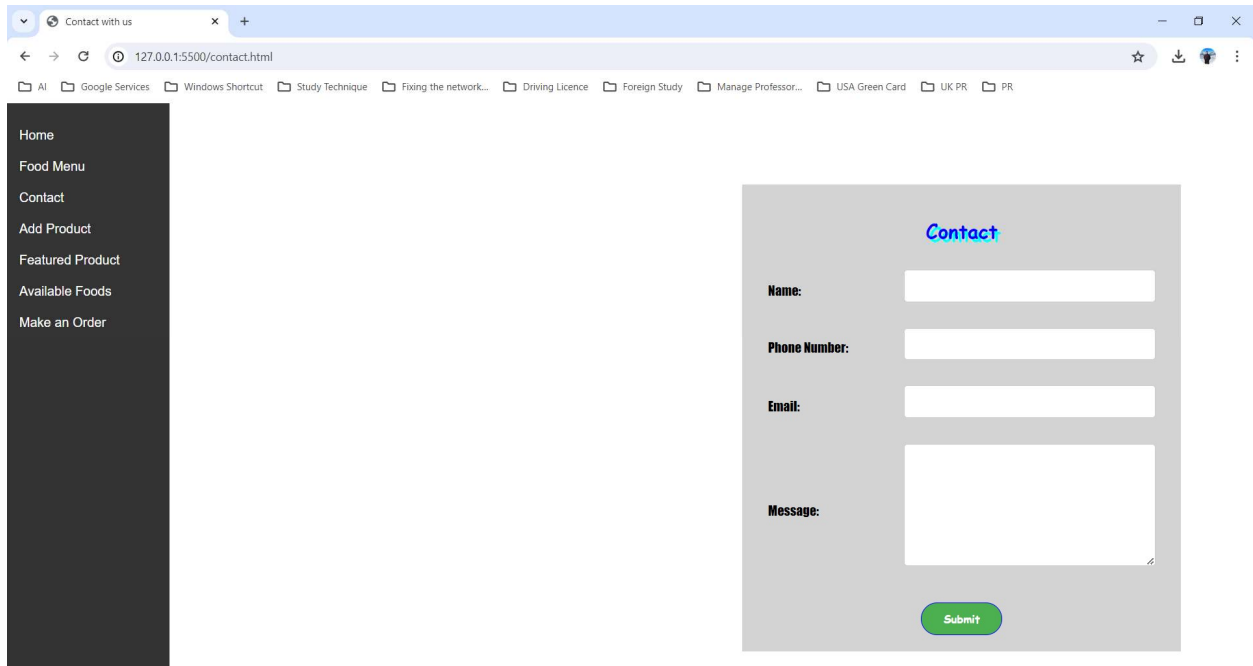 Contact with us
127.0.0.1:5500/contact.html
AI Google Services Windows Shortcut Study Technique Fixing the network... Driving Licence Foreign Study Manage Professor... USA Green Card UK PR PR
Home
Food Menu
Contact
Add Product
Featured Product
Available Foods
Make an Order
Contact
Name:
Phone Number:
Email:
Message:
Submit